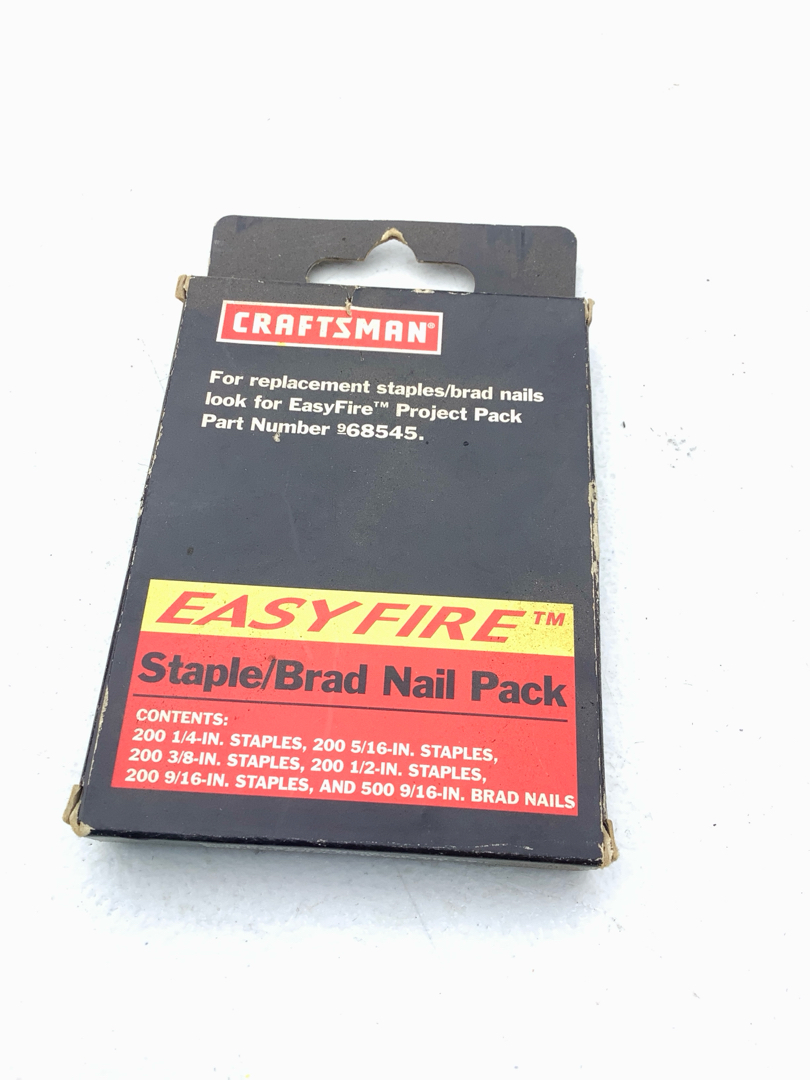 CRAFTSMAN®
For replacement staples/brad nails
look for EasyFire™ Project Pack
Part Number 968545.
EASYFIRE™
Staple/Brad Nail Pack
CONTENTS:
200 1/4-IN. STAPLES, 200 5/16-IN. STAPLES,
200 3/8-IN. STAPLES, 200 1/2-IN. STAPLES,
200 9/16-IN. STAPLES, AND 500 9/16-IN. BRAD NAILS